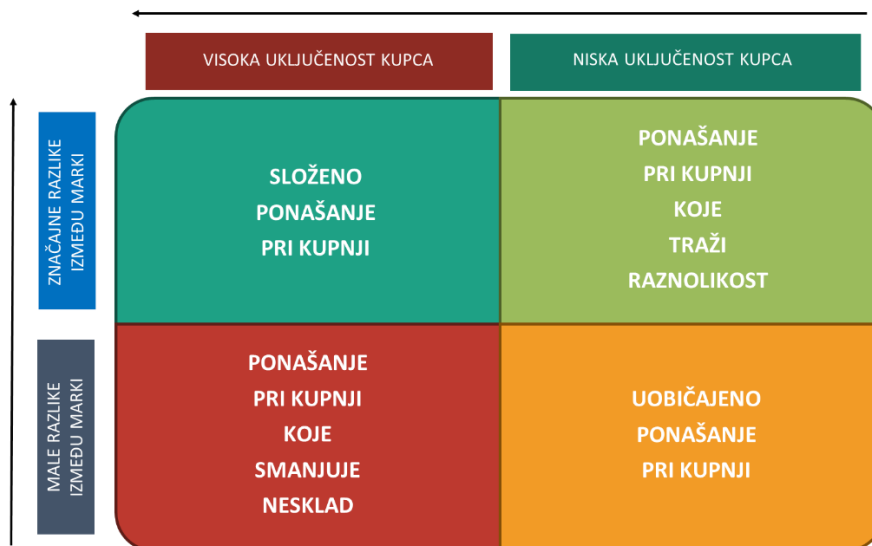 VISOKA UKLJUČENOST KUPCA
NISKA UKLJUČENOST KUPCA
ZNAČAJNE RAZLIKE
IZMEĐU MARKI
SLOŽENO
PONAŠANJE
PRI KUPNJI
PONAŠANJE
PRI KUPNJI
KOJE
TRAŽI
RAZNOLIKOST
MALE RAZLIKE
IZMEĐU MARKI
PONAŠANJE
PRI KUPNJI
KOJE
SMANJUJE
NESKLAD
UOBIČAJENO
PONAŠANJE
PRI KUPNJI